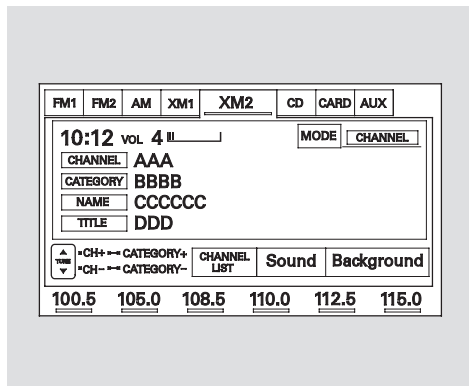 FM1 FM2 AM XM1 XM2 CD CARD AUX
10:12 VOL 4 MODE CHANNEL
CHANNEL AAA
CATEGORY BBBB
NAME CCCCCC
TITLE DDD
TUNE CH+ CATEGORY+
CH− CATEGORY−
CHANNEL LIST Sound Background
100.5 105.0 108.5 110.0 112.5 115.0